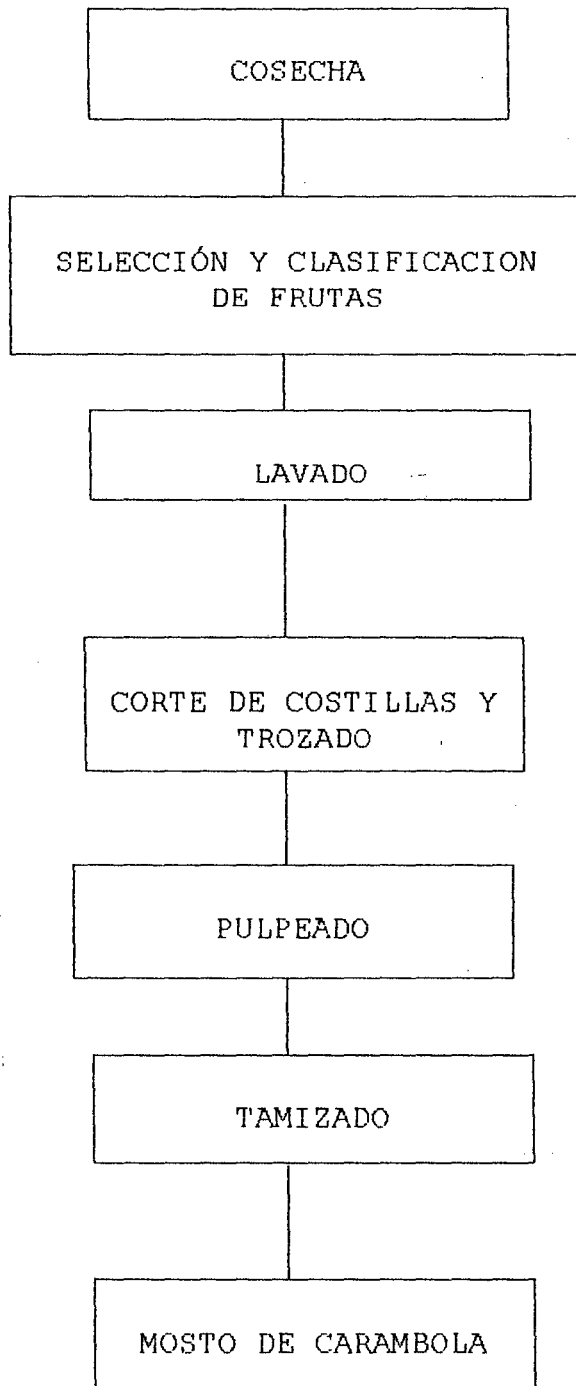 COSECHA
SELECCIÓN Y CLASIFICACION
DE FRUTAS
LAVADO
CORTE DE COSTILLAS Y
TROZADO
PULPEADO
TAMIZADO
MOSTO DE CARAMBOLA